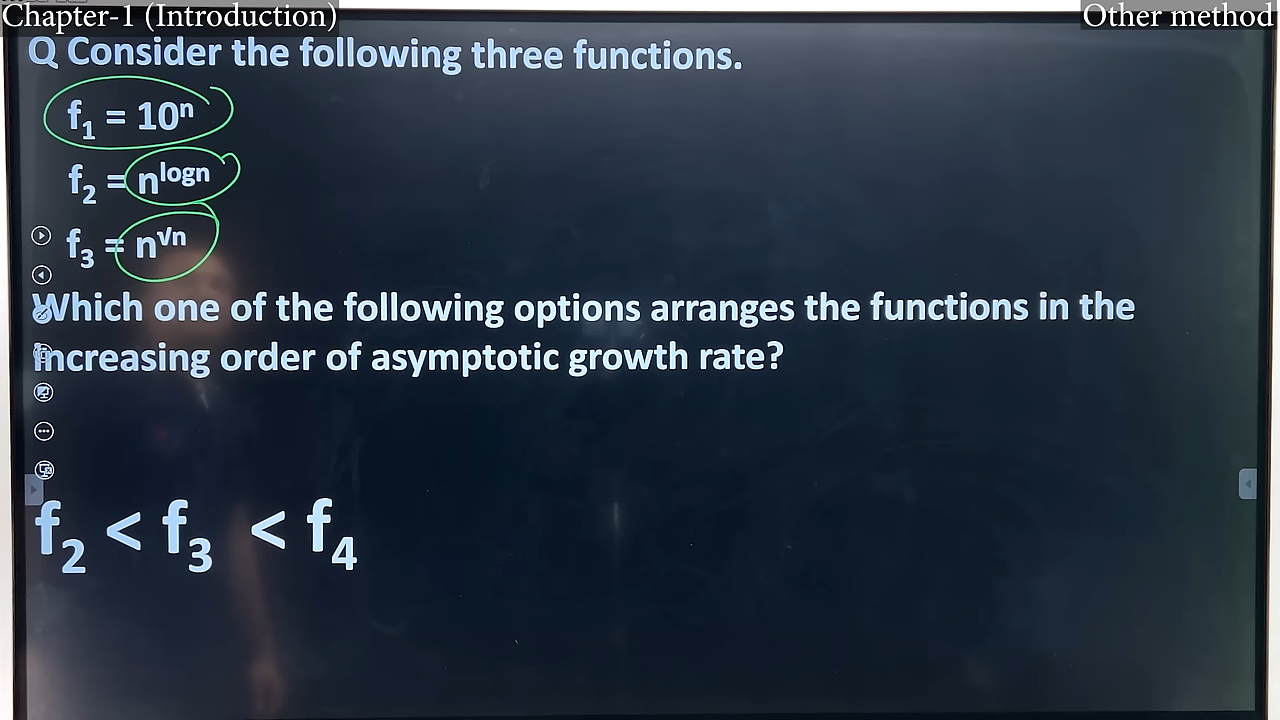 Chapter-1 (Introduction)
Other method
Q Consider the following three functions.
f₁ = 10ⁿ
f₂ = n^logn
f₃ = n^√n
Which one of the following options arranges the functions in the
increasing order of asymptotic growth rate?
f₂ < f₃ < f₄